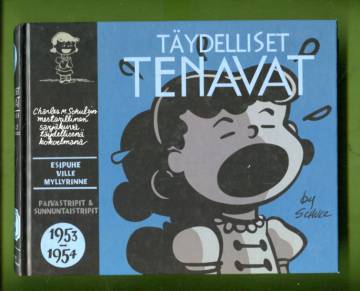 TÄYDELLISET
TENAVAT
Charles M. Schulzin
mestarillinen
sarjakuva
täydellisenä
kokoelmana
ESIPUHE
VILLE
MYLLYRINNE
PÄIVÄSTRIPIT &
SUNNUNTAISTRIPIT
1953
–
1954
by
SCHULZ